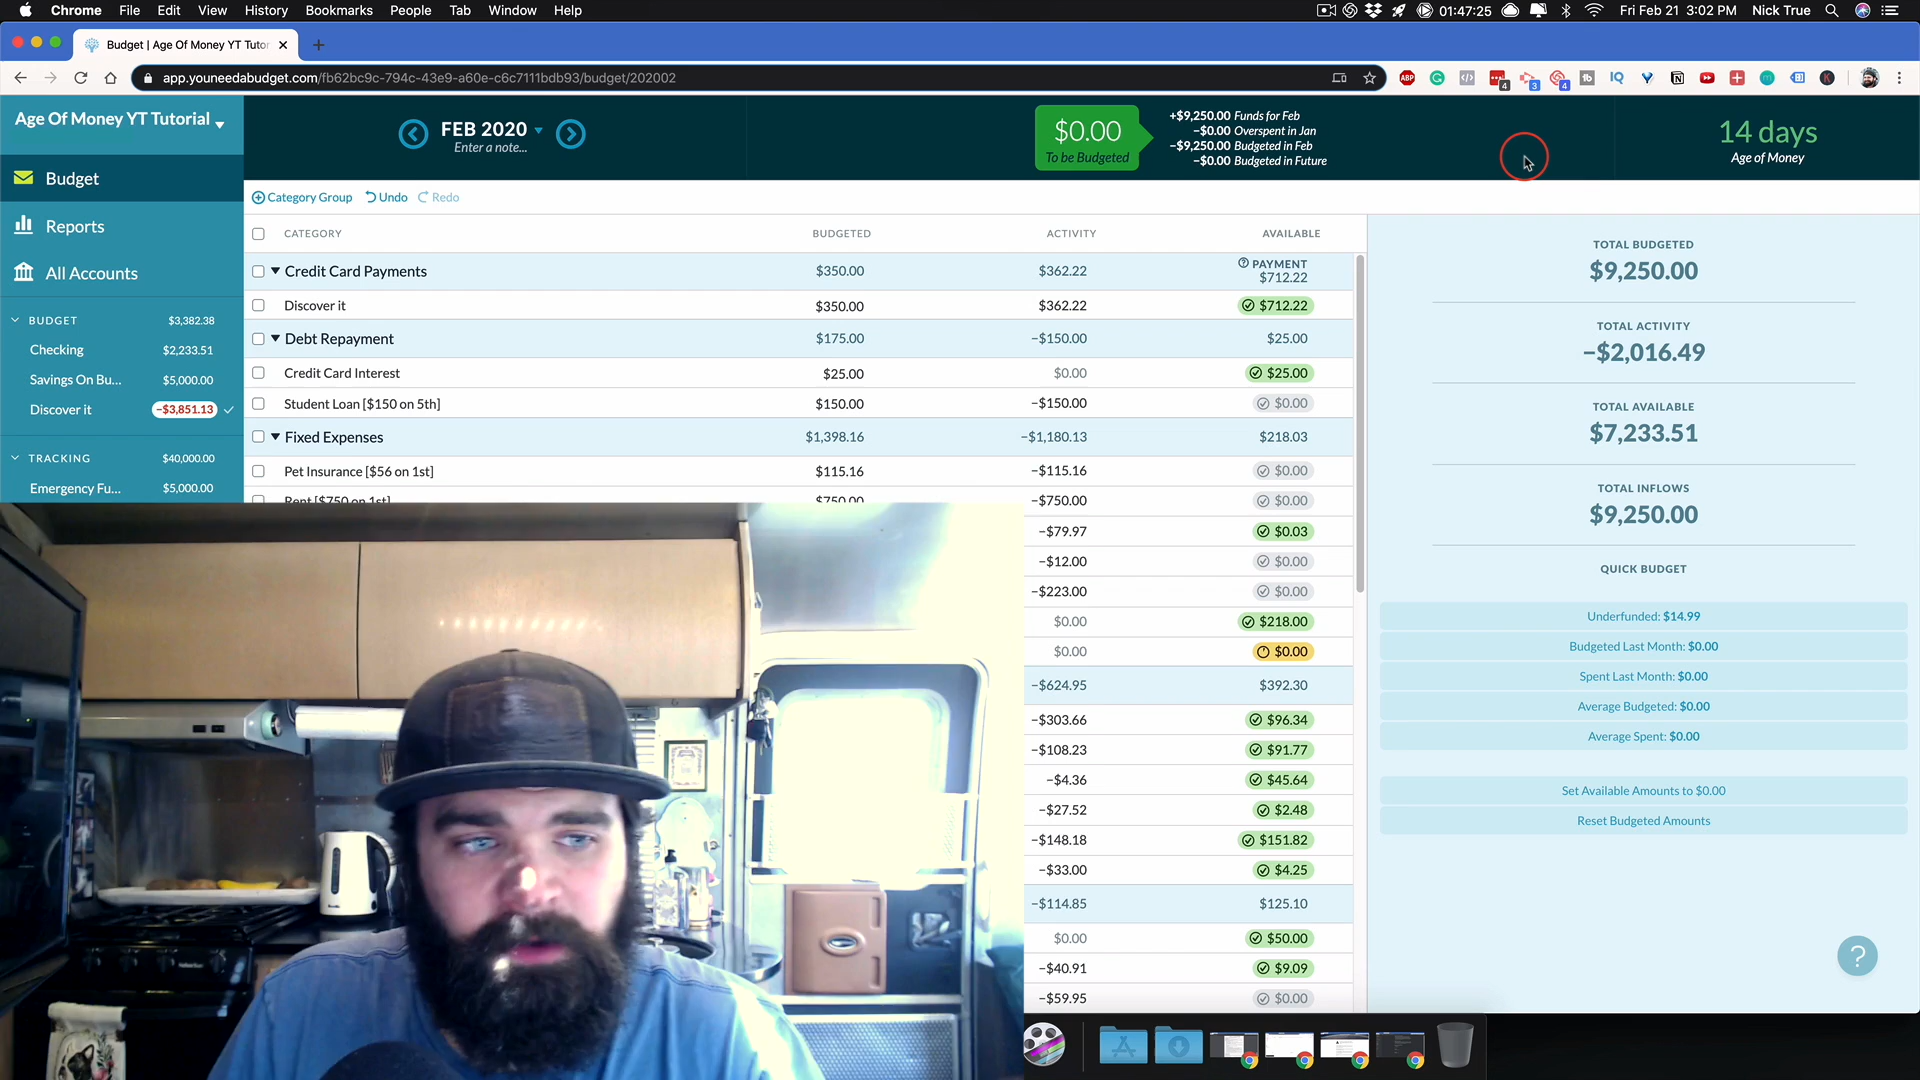 Chrome File Edit View History Bookmarks People Tab Window Help 01:47:25 Fri Feb 21 3:02 PM Nick True
Budget | Age Of Money YT Tutor
app.youneedabudget.com/fb62bc9c-794c-43e9-a60e-c6c7111bdb93/budget/202002
ABP 4 3 4 tb IQ N K
Age Of Money YT Tutorial
FEB 2020
Enter a note...
$0.00
To be Budgeted
+$9,250.00 Funds for Feb
−$0.00 Overspent in Jan
−$9,250.00 Budgeted in Feb
−$0.00 Budgeted in Future
14 days
Age of Money
Budget
Reports
All Accounts
BUDGET $3,382.38
Checking $2,233.51
Savings On Bu... $5,000.00
Discover it −$3,851.13
TRACKING $40,000.00
Emergency Fu... $5,000.00
Category Group Undo Redo
CATEGORY BUDGETED ACTIVITY AVAILABLE
Credit Card Payments $350.00 $362.22 PAYMENT $712.22
Discover it $350.00 $362.22 $712.22
Debt Repayment $175.00 −$150.00 $25.00
Credit Card Interest $25.00 $0.00 $25.00
Student Loan [$150 on 5th] $150.00 −$150.00 $0.00
Fixed Expenses $1,398.16 −$1,180.13 $218.03
Pet Insurance [$56 on 1st] $115.16 −$115.16 $0.00
Rent [$750 on 1st] $750.00 −$750.00 $0.00
−$79.97 $0.03
−$12.00 $0.00
−$223.00 $0.00
$0.00 $218.00
$0.00 $0.00
−$624.95 $392.30
−$303.66 $96.34
−$108.23 $91.77
−$4.36 $45.64
−$27.52 $2.48
−$148.18 $151.82
−$33.00 $4.25
−$114.85 $125.10
$0.00 $50.00
−$40.91 $9.09
−$59.95 $0.00
TOTAL BUDGETED
$9,250.00
TOTAL ACTIVITY
−$2,016.49
TOTAL AVAILABLE
$7,233.51
TOTAL INFLOWS
$9,250.00
QUICK BUDGET
Underfunded: $14.99
Budgeted Last Month: $0.00
Spent Last Month: $0.00
Average Budgeted: $0.00
Average Spent: $0.00
Set Available Amounts to $0.00
Reset Budgeted Amounts
?